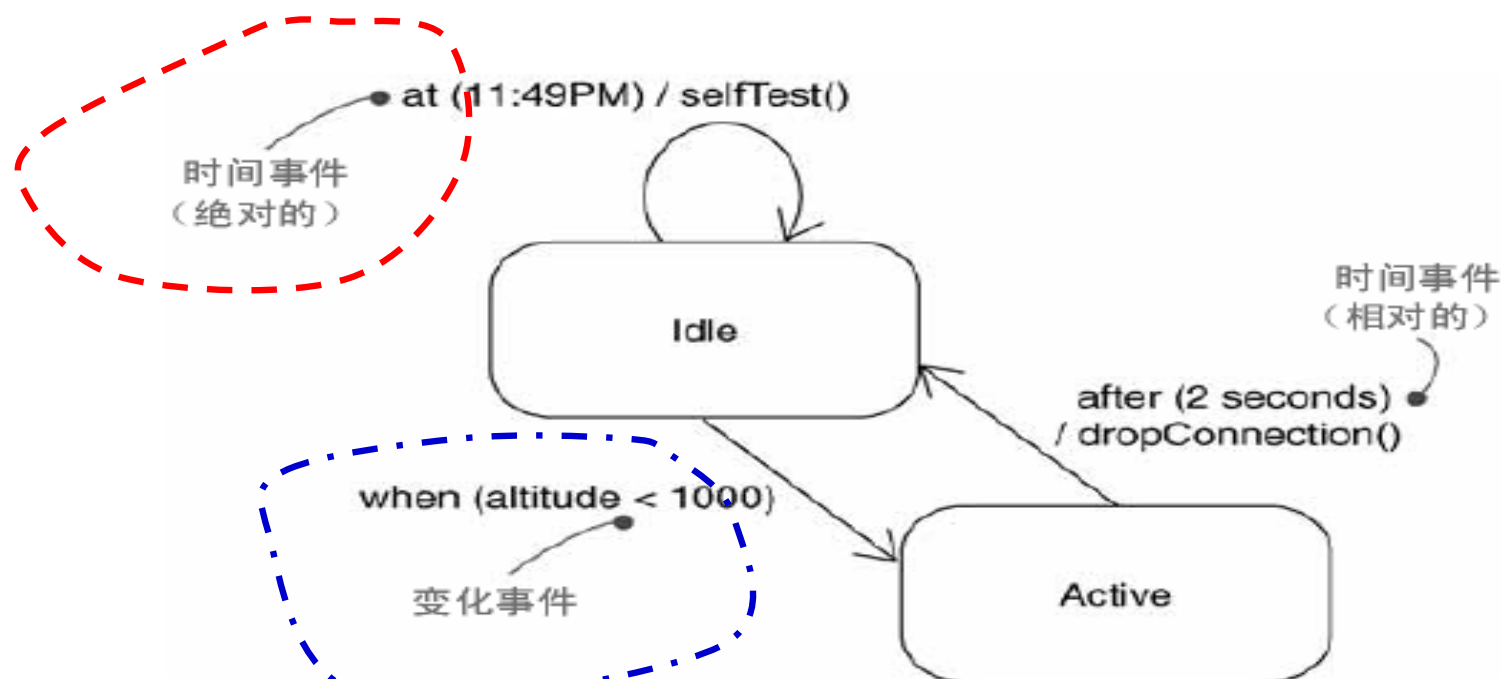 at (11:49PM) / selfTest()
时间事件
（绝对的）
Idle
时间事件
（相对的）
after (2 seconds)
/ dropConnection()
when (altitude < 1000)
变化事件
Active